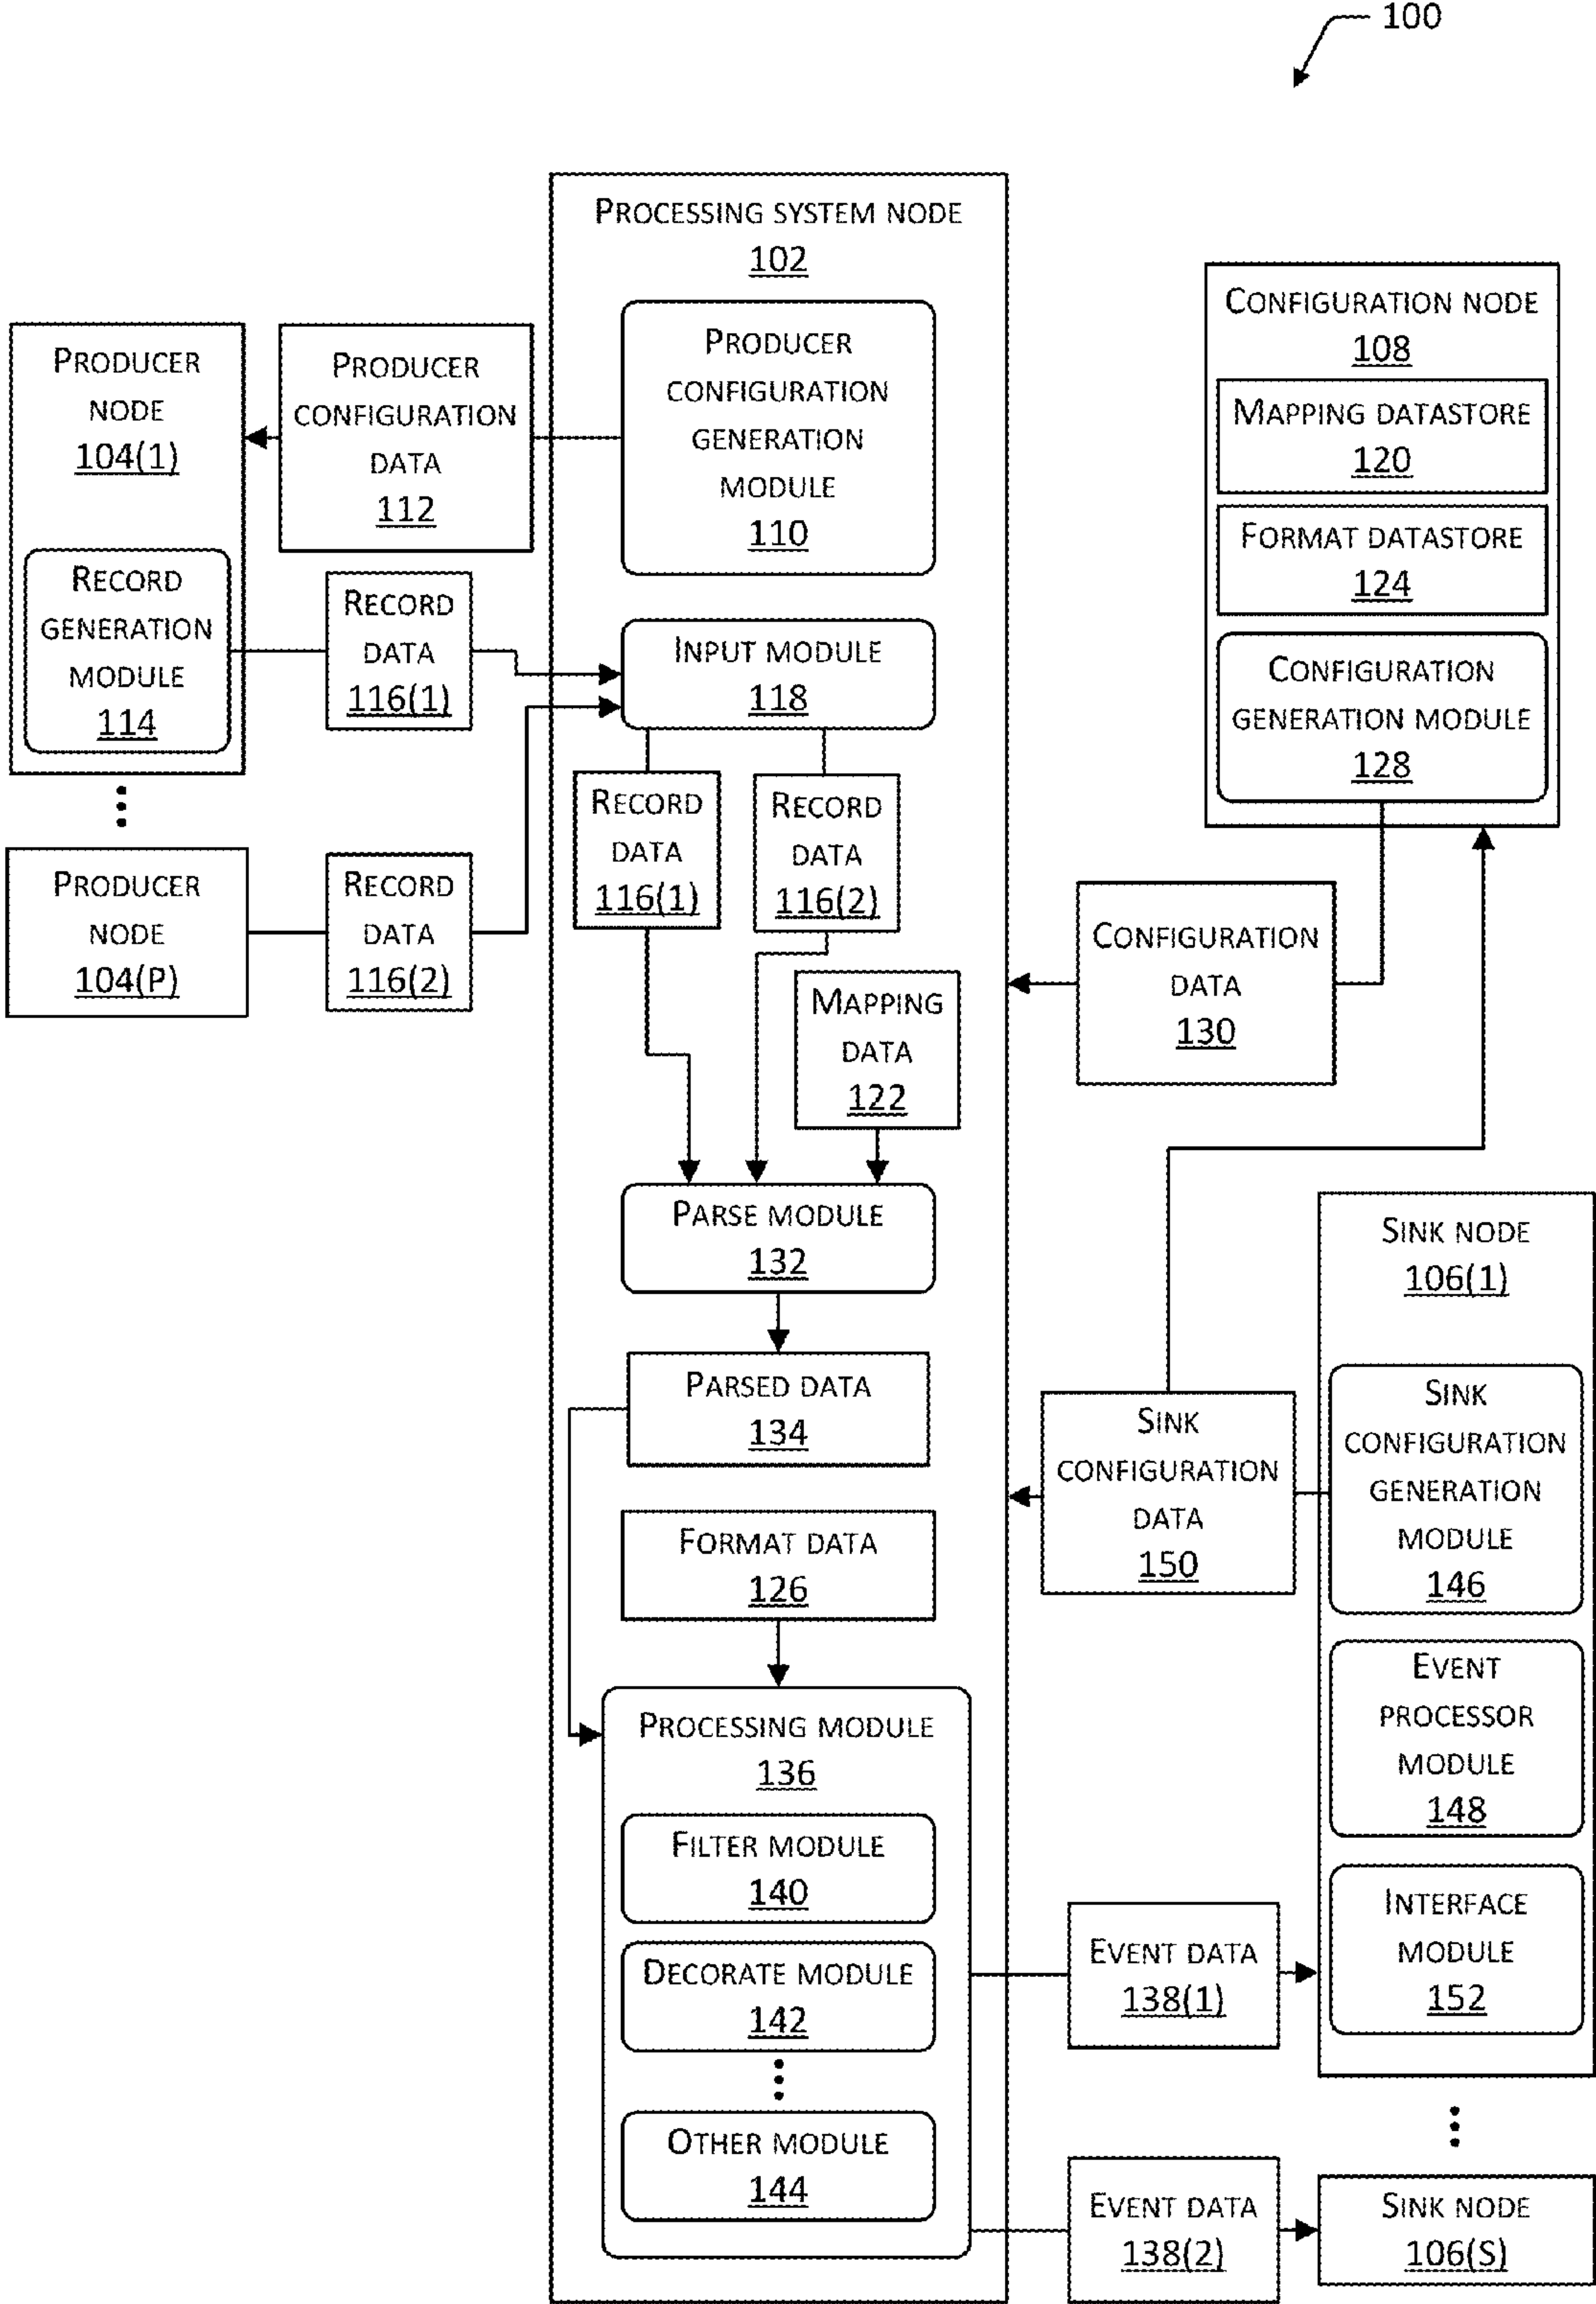 100
PROCESSING SYSTEM NODE
102
PRODUCER
CONFIGURATION
GENERATION
MODULE
110
PRODUCER
NODE
104(1)
PRODUCER
CONFIGURATION
DATA
112
RECORD
GENERATION
MODULE
114
RECORD
DATA
116(1)
INPUT MODULE
118
PRODUCER
NODE
104(P)
RECORD
DATA
116(2)
RECORD
DATA
116(1)
RECORD
DATA
116(2)
MAPPING
DATA
122
PARSE MODULE
132
PARSED DATA
134
FORMAT DATA
126
PROCESSING MODULE
136
FILTER MODULE
140
DECORATE MODULE
142
OTHER MODULE
144
CONFIGURATION NODE
108
MAPPING DATASTORE
120
FORMAT DATASTORE
124
CONFIGURATION
GENERATION MODULE
128
CONFIGURATION
DATA
130
SINK NODE
106(1)
SINK
CONFIGURATION
DATA
150
SINK
CONFIGURATION
GENERATION
MODULE
146
EVENT
PROCESSOR
MODULE
148
INTERFACE
MODULE
152
EVENT DATA
138(1)
EVENT DATA
138(2)
SINK NODE
106(S)